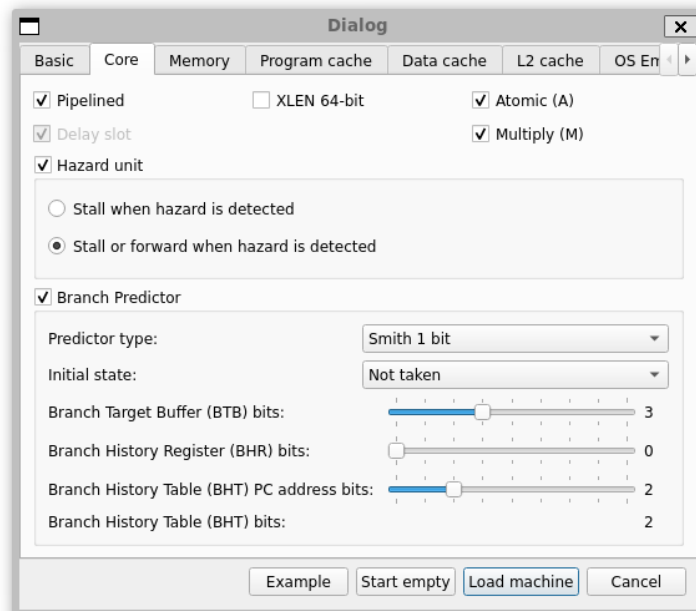 Dialog
Basic Core Memory Program cache Data cache L2 cache OS Em
Pipelined XLEN 64-bit Atomic (A)
Delay slot Multiply (M)
Hazard unit
Stall when hazard is detected
Stall or forward when hazard is detected
Branch Predictor
Predictor type: Smith 1 bit
Initial state: Not taken
Branch Target Buffer (BTB) bits: 3
Branch History Register (BHR) bits: 0
Branch History Table (BHT) PC address bits: 2
Branch History Table (BHT) bits: 2
Example Start empty Load machine Cancel